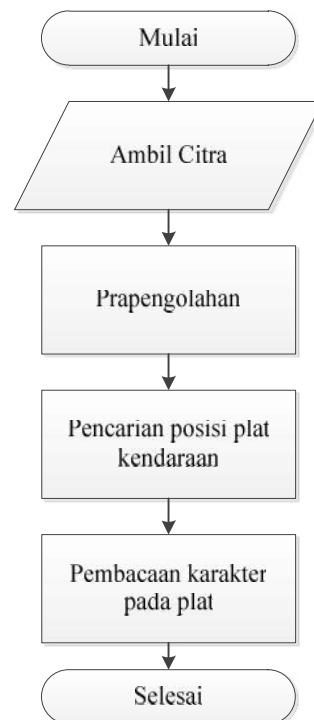 Mulai
Ambil Citra
Prapengolahan
Pencarian posisi plat
kendaraan
Pembacaan karakter
pada plat
Selesai